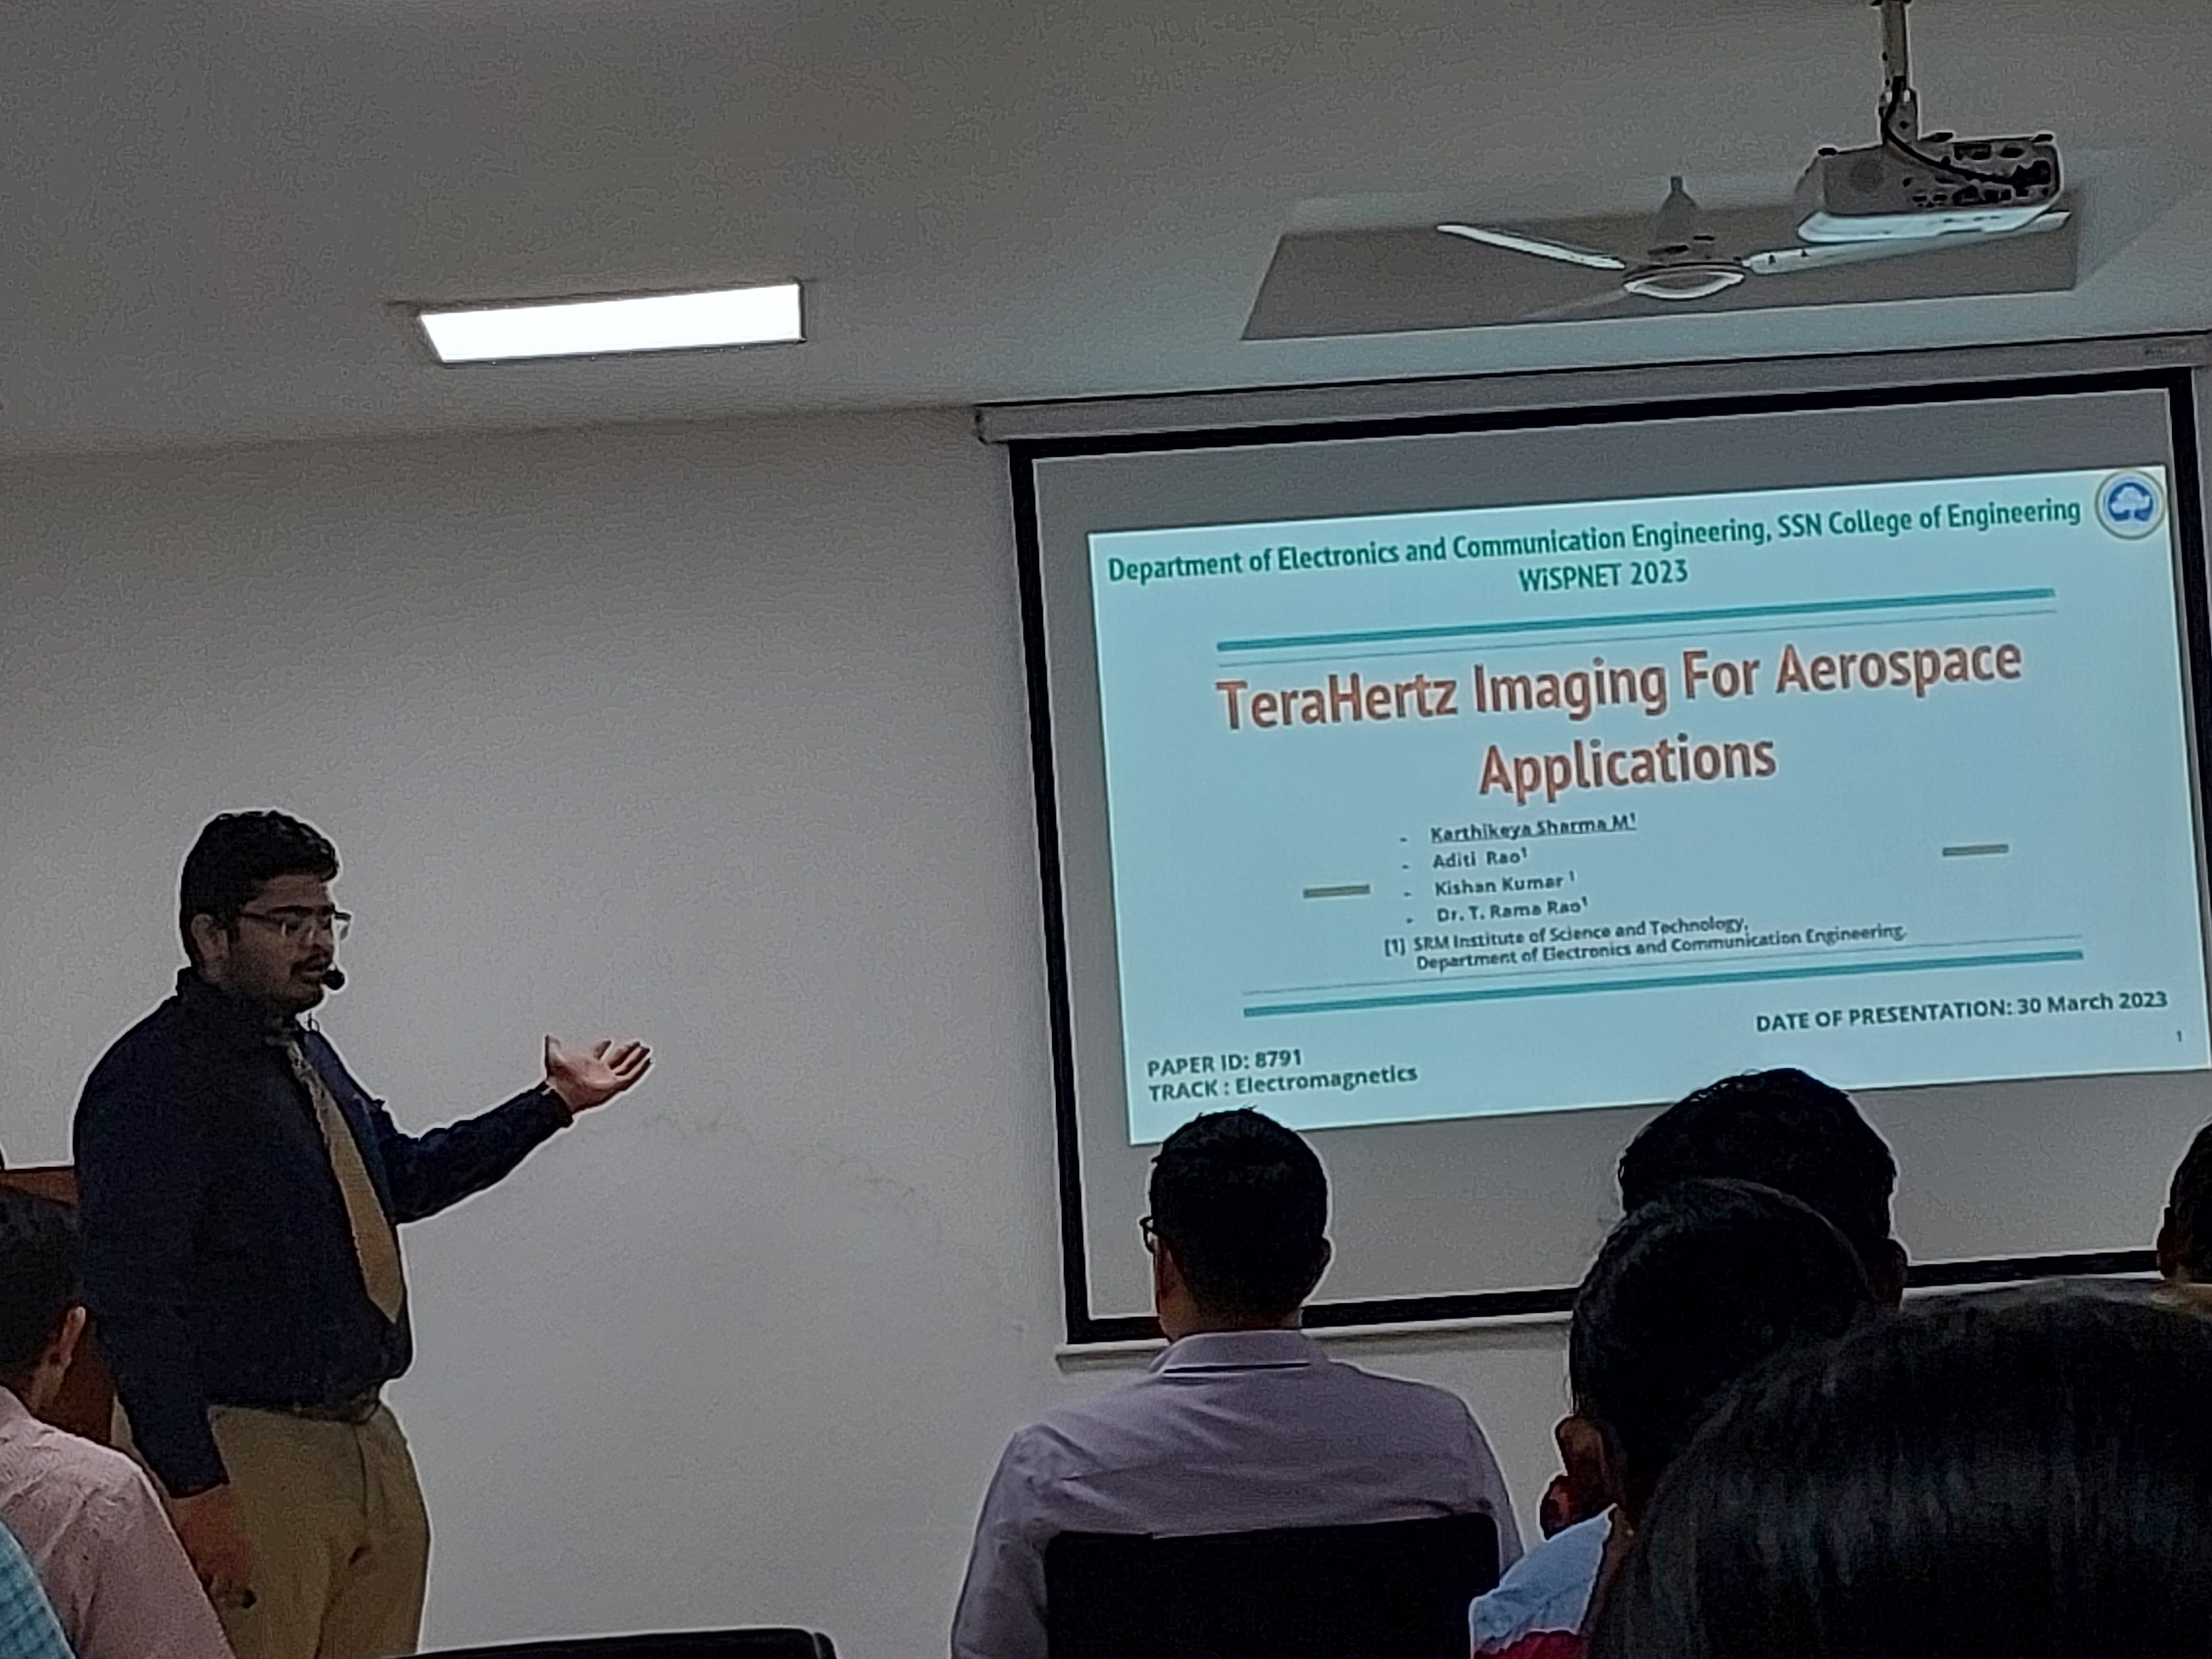 Department of Electronics and Communication Engineering, SSN College of Engineering
WiSPNET 2023
TeraHertz Imaging For Aerospace
Applications
- Karthikeya Sharma M¹
- Aditi Rao¹
- Kishan Kumar ¹
- Dr. T. Rama Rao¹
[1] SRM Institute of Science and Technology,
Department of Electronics and Communication Engineering.
DATE OF PRESENTATION: 30 March 2023
1
PAPER ID: 8791
TRACK : Electromagnetics